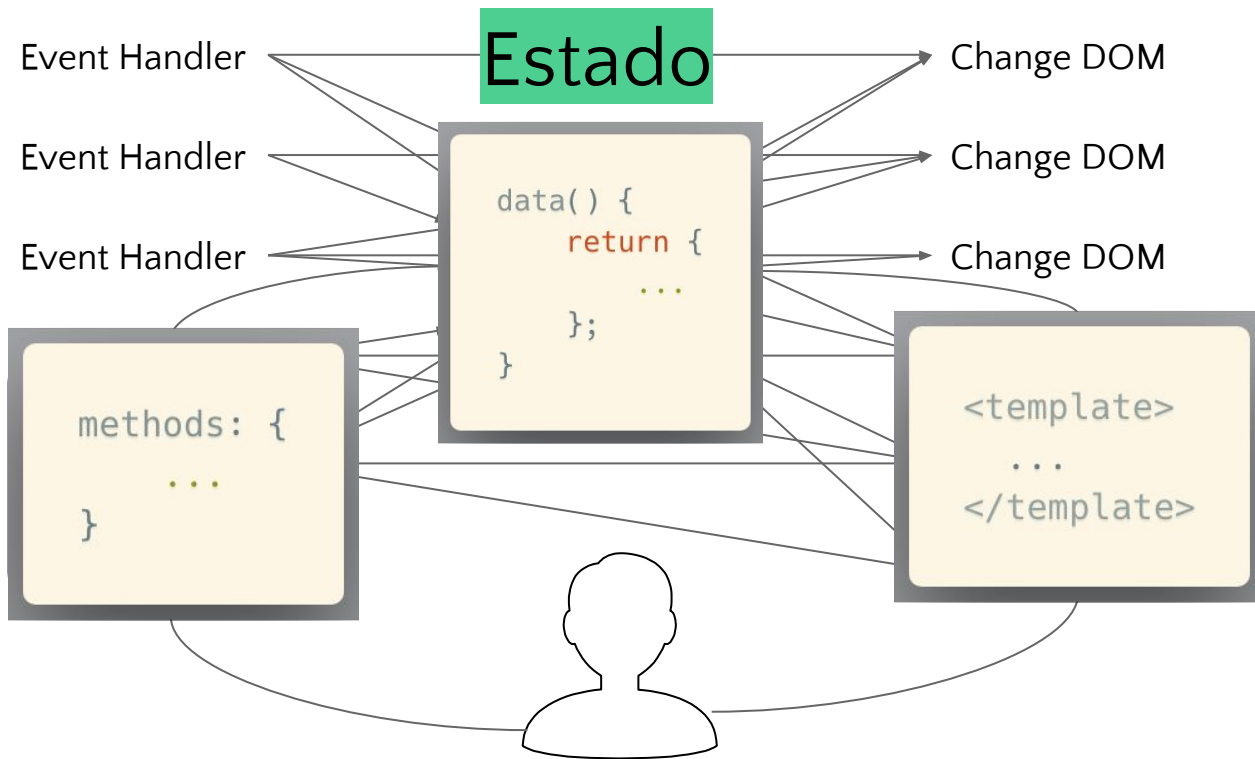 Estado
Event Handler
Change DOM
Event Handler
Change DOM
Event Handler
Change DOM
data() {
return {
...
};
}
methods: {
...
}
<template>
...
</template>